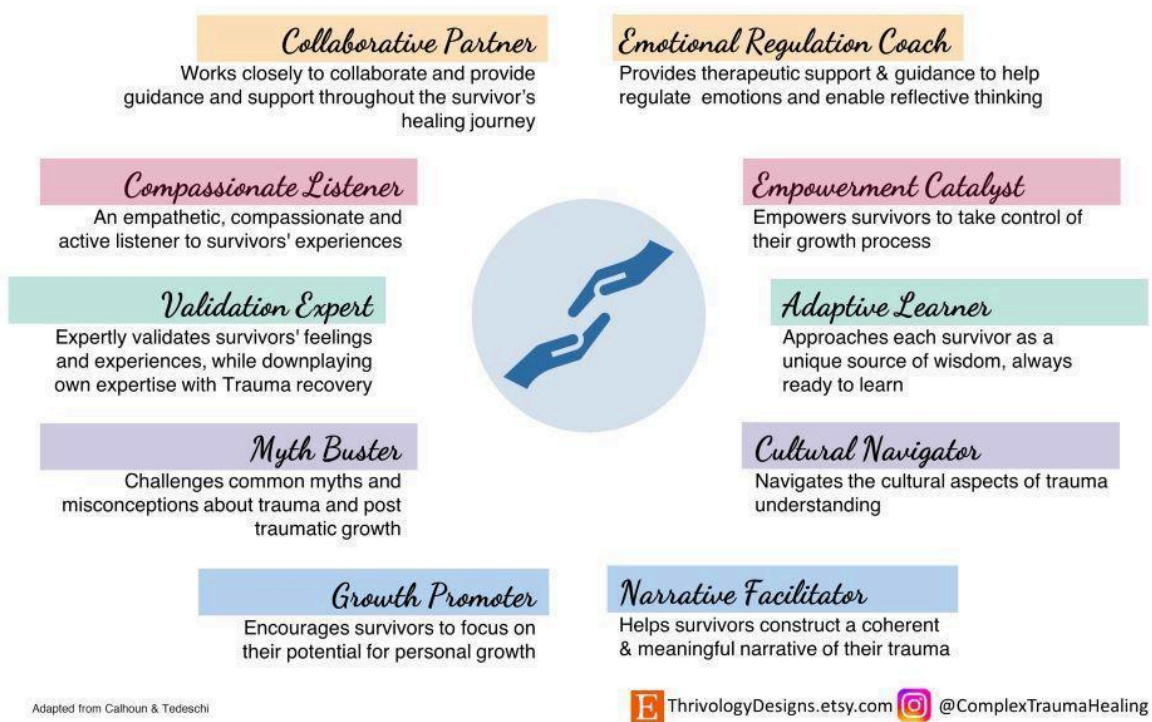 Collaborative Partner
Works closely to collaborate and provide
guidance and support throughout the survivor's
healing journey
Emotional Regulation Coach
Provides therapeutic support & guidance to help
regulate emotions and enable reflective thinking
Compassionate Listener
An empathetic, compassionate and
active listener to survivors' experiences
Empowerment Catalyst
Empowers survivors to take control of
their growth process
Validation Expert
Expertly validates survivors' feelings
and experiences, while downplaying
own expertise with Trauma recovery
Adaptive Learner
Approaches each survivor as a
unique source of wisdom, always
ready to learn
Myth Buster
Challenges common myths and
misconceptions about trauma and post
traumatic growth
Cultural Navigator
Navigates the cultural aspects of trauma
understanding
Growth Promoter
Encourages survivors to focus on
their potential for personal growth
Narrative Facilitator
Helps survivors construct a coherent
& meaningful narrative of their trauma
Adapted from Calhoun & Tedeschi
E ThrivologyDesigns.etsy.com @ComplexTraumaHealing